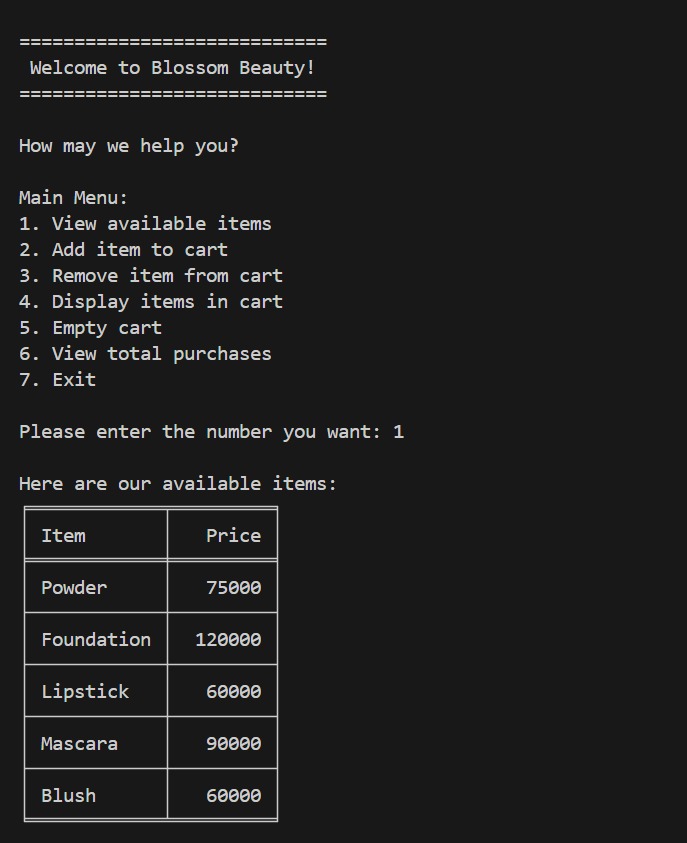 ============================
Welcome to Blossom Beauty!
============================
How may we help you?
Main Menu:
1. View available items
2. Add item to cart
3. Remove item from cart
4. Display items in cart
5. Empty cart
6. View total purchases
7. Exit
Please enter the number you want: 1
Here are our available items:
Item Price
Powder 75000
Foundation 120000
Lipstick 60000
Mascara 90000
Blush 60000